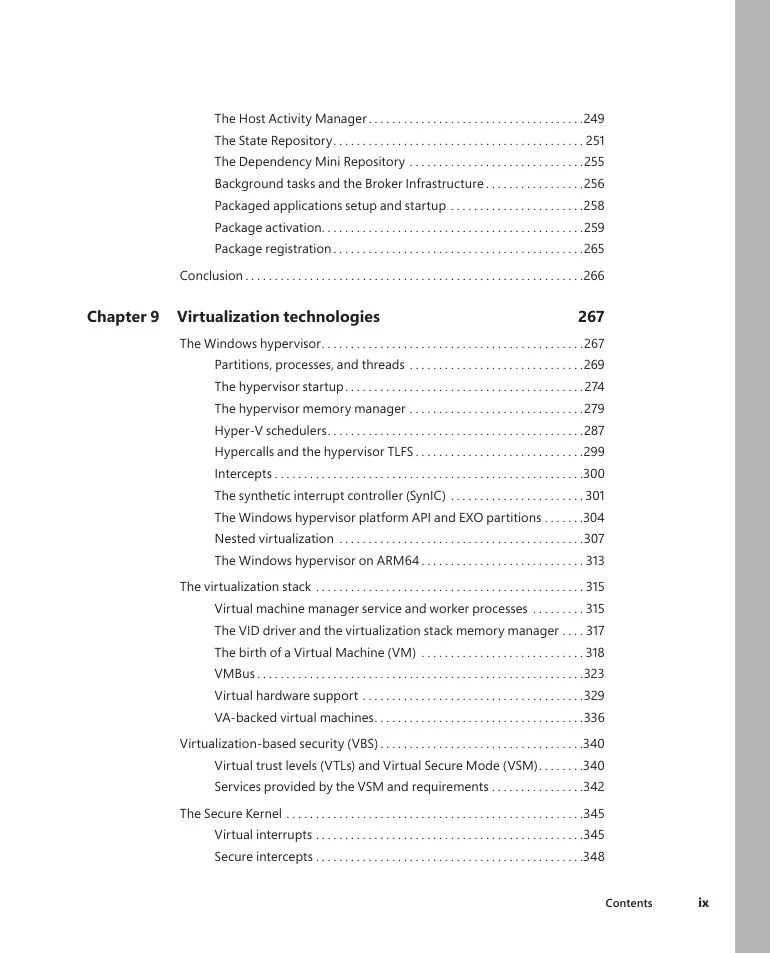 The Host Activity Manager. . . . . . . . . . . . . . . . . . . . . . . . . . . . . . . . . . . . .249
The State Repository. . . . . . . . . . . . . . . . . . . . . . . . . . . . . . . . . . . . . . . . . . . 251
The Dependency Mini Repository . . . . . . . . . . . . . . . . . . . . . . . . . . . . . .255
Background tasks and the Broker Infrastructure. . . . . . . . . . . . . . . . .256
Packaged applications setup and startup . . . . . . . . . . . . . . . . . . . . . . .258
Package activation. . . . . . . . . . . . . . . . . . . . . . . . . . . . . . . . . . . . . . . . . . . . .259
Package registration. . . . . . . . . . . . . . . . . . . . . . . . . . . . . . . . . . . . . . . . . . .265
Conclusion . . . . . . . . . . . . . . . . . . . . . . . . . . . . . . . . . . . . . . . . . . . . . . . . . . . . . . . . . .266
Chapter 9 Virtualization technologies 267
The Windows hypervisor. . . . . . . . . . . . . . . . . . . . . . . . . . . . . . . . . . . . . . . . . . . . .267
Partitions, processes, and threads . . . . . . . . . . . . . . . . . . . . . . . . . . . . . .269
The hypervisor startup. . . . . . . . . . . . . . . . . . . . . . . . . . . . . . . . . . . . . . . . .274
The hypervisor memory manager . . . . . . . . . . . . . . . . . . . . . . . . . . . . . .279
Hyper-V schedulers. . . . . . . . . . . . . . . . . . . . . . . . . . . . . . . . . . . . . . . . . . . .287
Hypercalls and the hypervisor TLFS . . . . . . . . . . . . . . . . . . . . . . . . . . . . .299
Intercepts . . . . . . . . . . . . . . . . . . . . . . . . . . . . . . . . . . . . . . . . . . . . . . . . . . . . .300
The synthetic interrupt controller (SynIC) . . . . . . . . . . . . . . . . . . . . . . . 301
The Windows hypervisor platform API and EXO partitions . . . . . . .304
Nested virtualization . . . . . . . . . . . . . . . . . . . . . . . . . . . . . . . . . . . . . . . . . .307
The Windows hypervisor on ARM64. . . . . . . . . . . . . . . . . . . . . . . . . . . . 313
The virtualization stack . . . . . . . . . . . . . . . . . . . . . . . . . . . . . . . . . . . . . . . . . . . . . . 315
Virtual machine manager service and worker processes . . . . . . . . . 315
The VID driver and the virtualization stack memory manager . . . . 317
The birth of a Virtual Machine (VM) . . . . . . . . . . . . . . . . . . . . . . . . . . . . 318
VMBus . . . . . . . . . . . . . . . . . . . . . . . . . . . . . . . . . . . . . . . . . . . . . . . . . . . . . . . .323
Virtual hardware support . . . . . . . . . . . . . . . . . . . . . . . . . . . . . . . . . . . . . .329
VA-backed virtual machines. . . . . . . . . . . . . . . . . . . . . . . . . . . . . . . . . . . .336
Virtualization-based security (VBS) . . . . . . . . . . . . . . . . . . . . . . . . . . . . . . . . . . .340
Virtual trust levels (VTLs) and Virtual Secure Mode (VSM). . . . . . . .340
Services provided by the VSM and requirements . . . . . . . . . . . . . . . .342
The Secure Kernel . . . . . . . . . . . . . . . . . . . . . . . . . . . . . . . . . . . . . . . . . . . . . . . . . . .345
Virtual interrupts . . . . . . . . . . . . . . . . . . . . . . . . . . . . . . . . . . . . . . . . . . . . . .345
Secure intercepts . . . . . . . . . . . . . . . . . . . . . . . . . . . . . . . . . . . . . . . . . . . . . .348
Contents ix